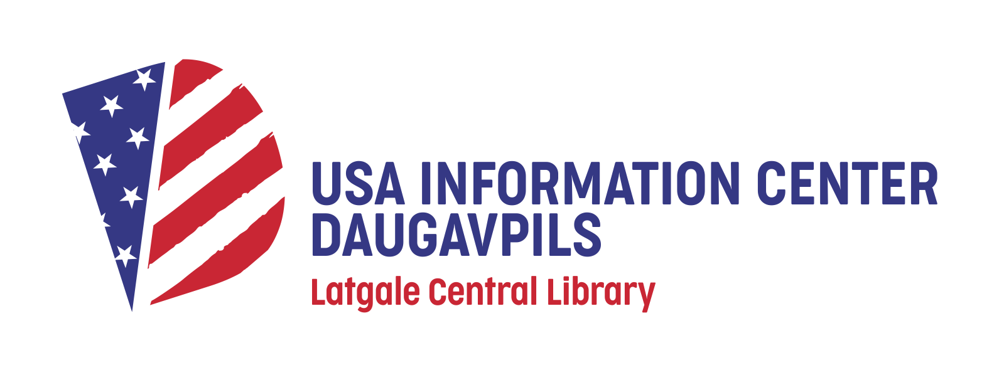 USA INFORMATION CENTER
DAUGAVPILS
Latgale Central Library